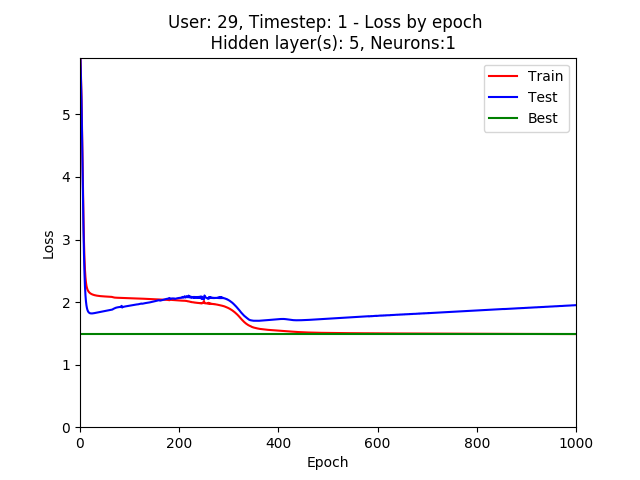 User: 29, Timestep: 1 - Loss by epoch
Hidden layer(s): 5, Neurons:1
Train
Test
Best
5
4
3
2
1
0
Loss
0 200 400 600 800 1000
Epoch